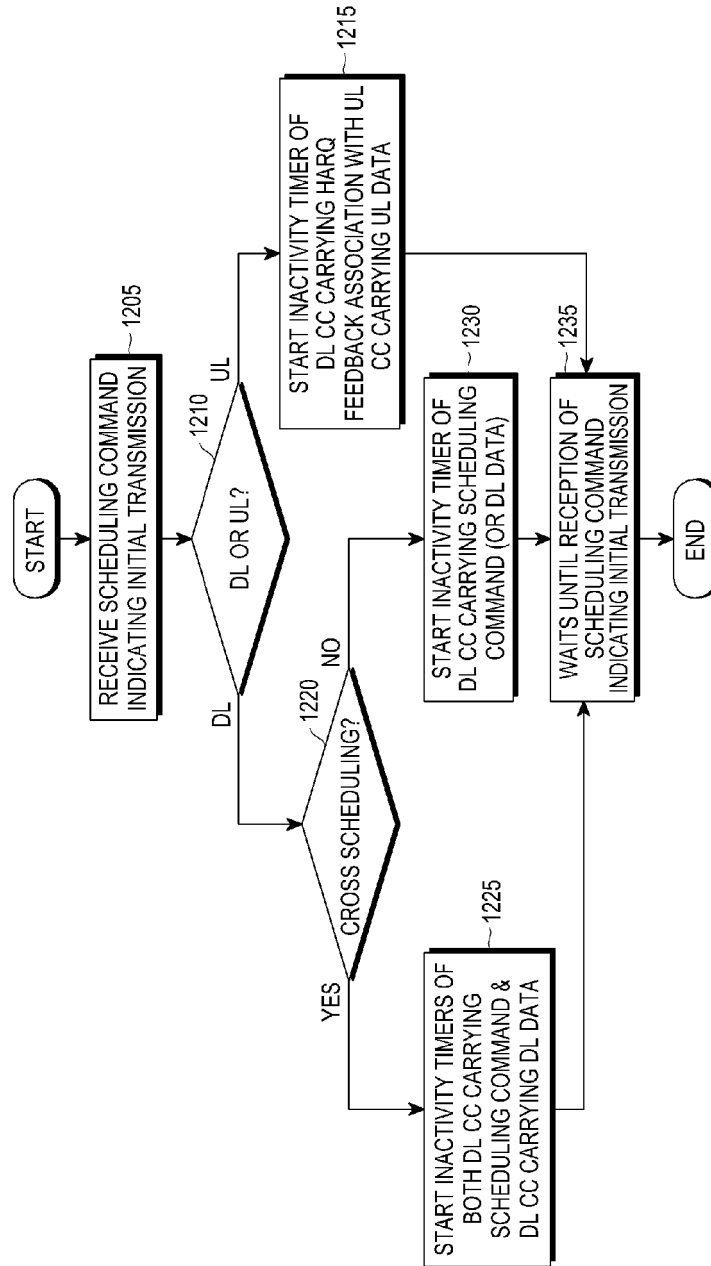 START
1205
RECEIVE SCHEDULING COMMAND
INDICATING INITIAL TRANSMISSION
1210
DL OR UL?
DL
UL
1215
START INACTIVITY TIMER OF
DL CC CARRYING HARQ
FEEDBACK ASSOCIATION WITH UL
CC CARRYING UL DATA
1220
CROSS SCHEDULING?
YES
NO
1225
START INACTIVITY TIMERS OF
BOTH DL CC CARRYING
SCHEDULING COMMAND &
DL CC CARRYING DL DATA
1230
START INACTIVITY TIMER OF
DL CC CARRYING SCHEDULING
COMMAND (OR DL DATA)
1235
WAITS UNTIL RECEPTION OF
SCHEDULING COMMAND
INDICATING INITIAL TRANSMISSION
END